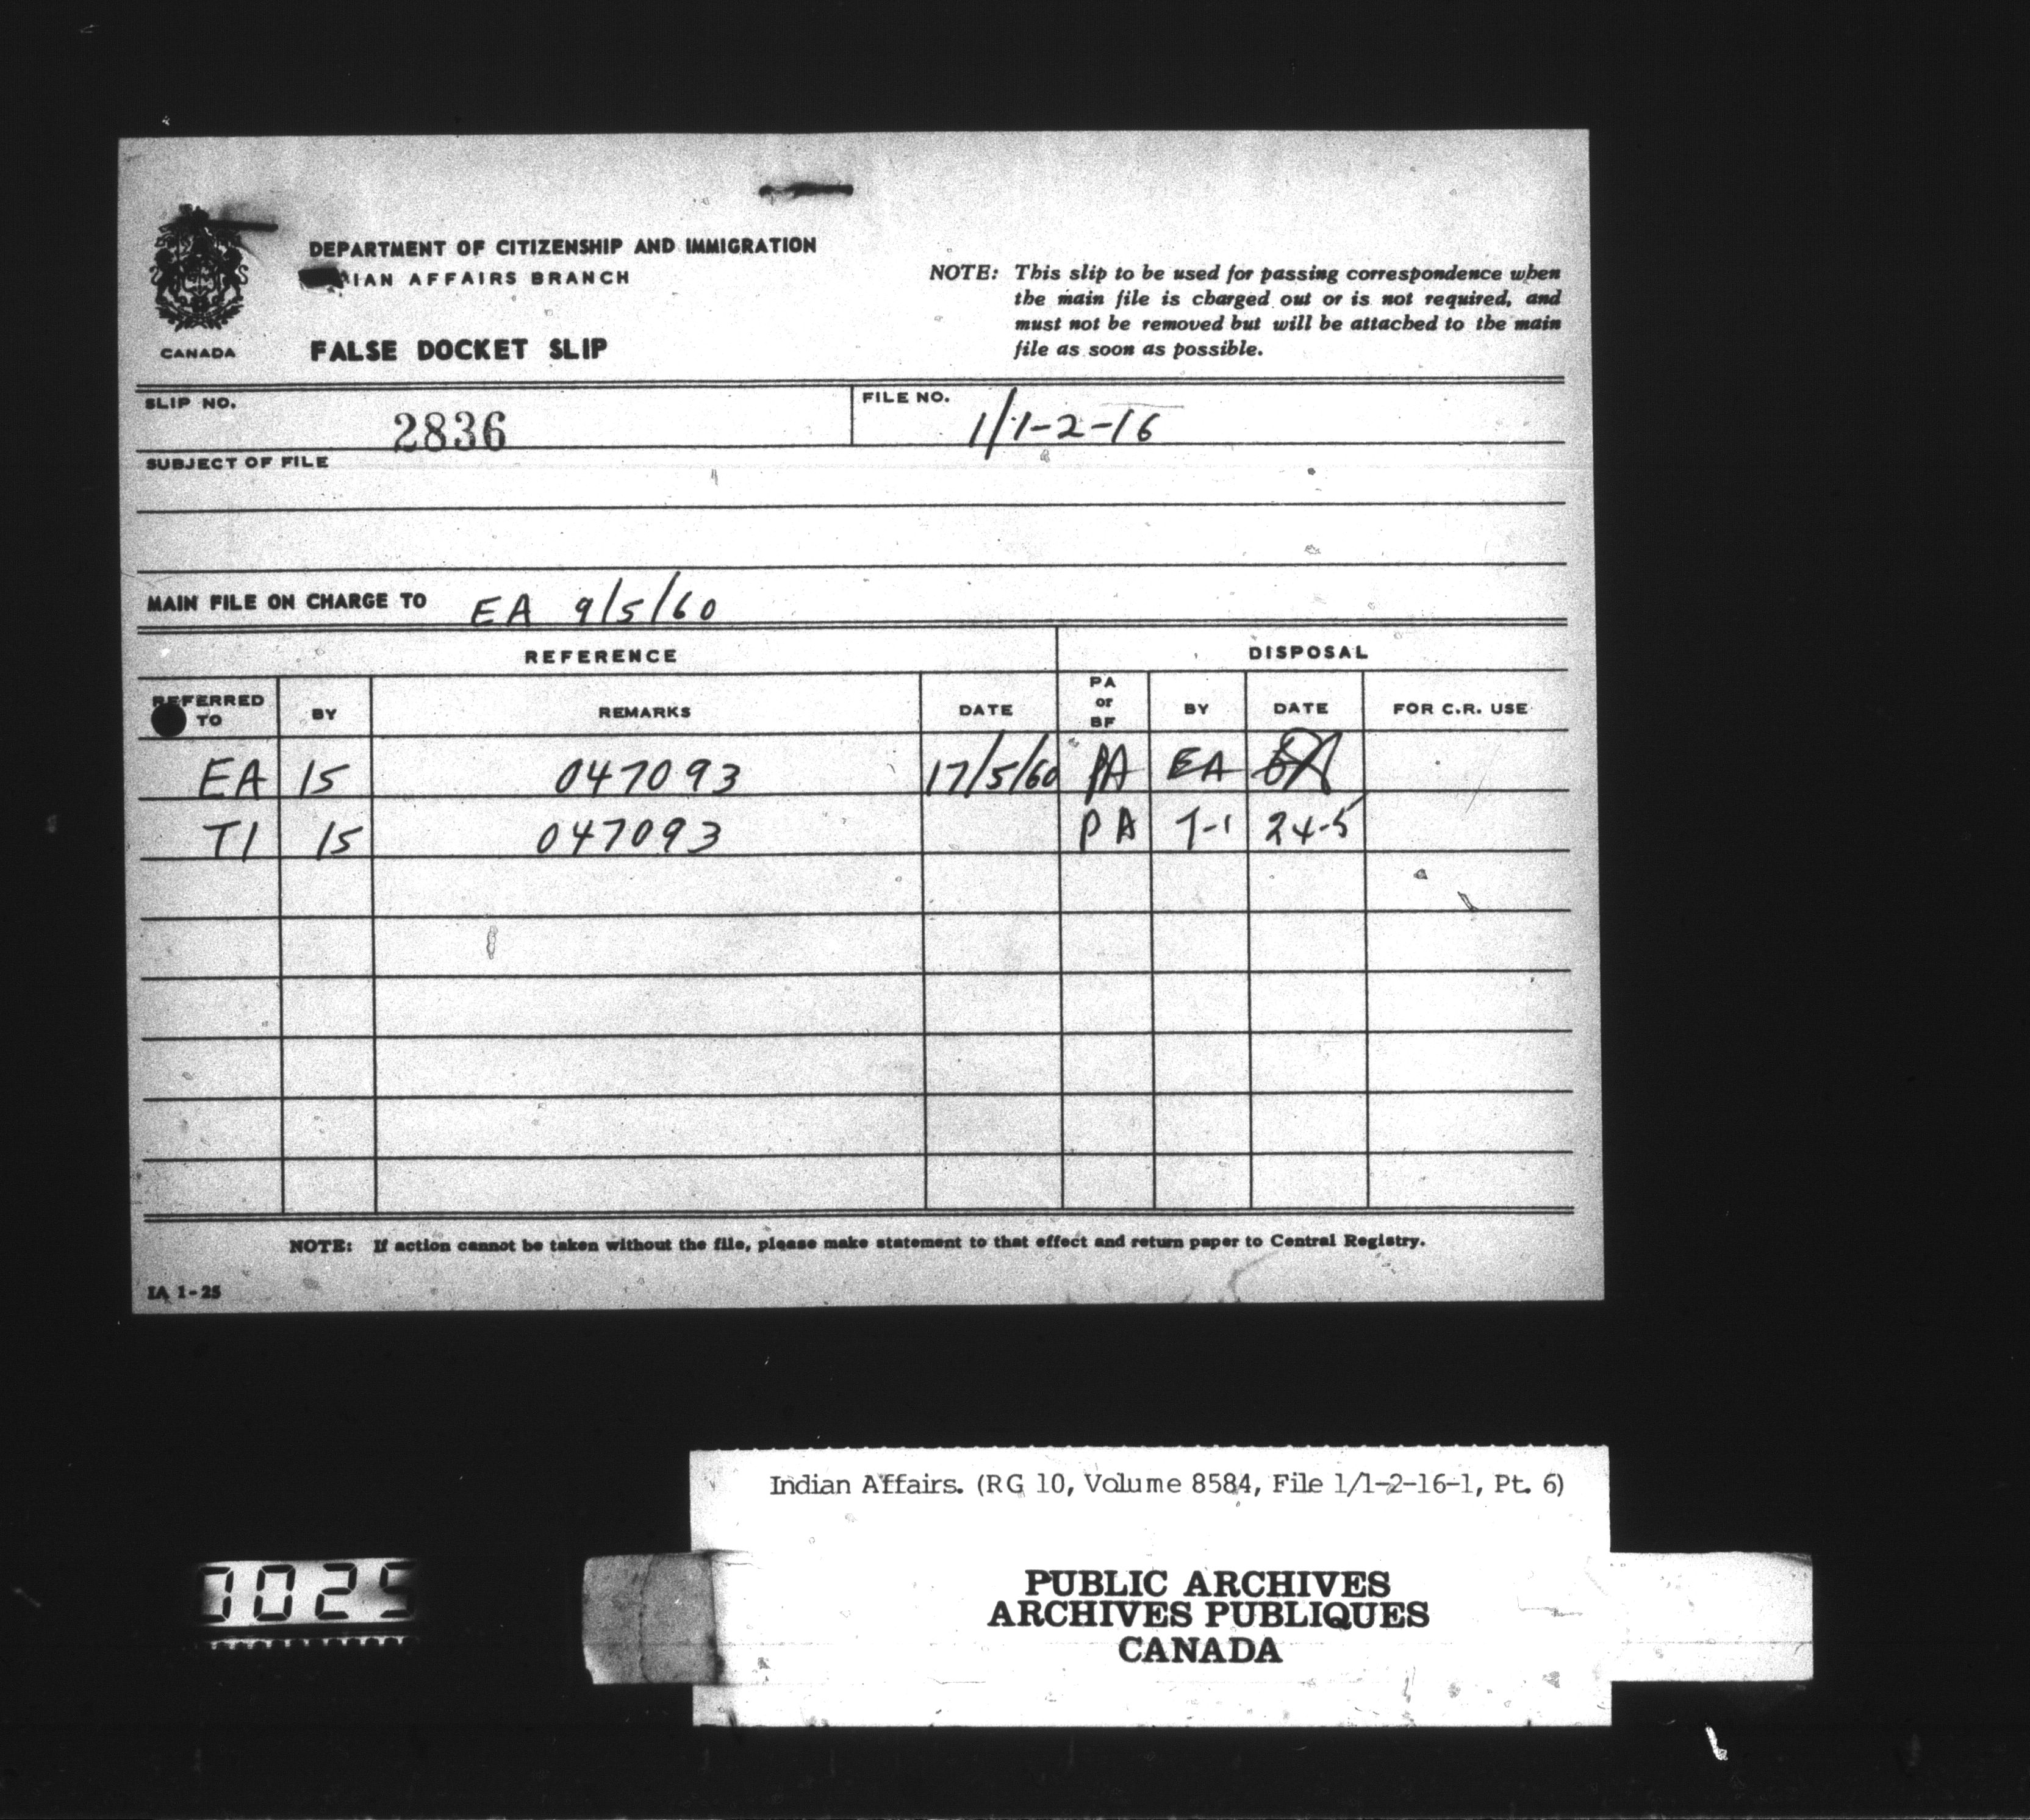 DEPARTMENT OF CITIZENSHIP AND IMMIGRATION
IAN AFFAIRS BRANCH
CANADA
FALSE DOCKET SLIP
NOTE: This slip to be used for passing correspondence when
the main file is charged out or is not required, and
must not be removed but will be attached to the main
file as soon as possible.
SLIP NO. 2836 FILE NO. 1/1-2-16
SUBJECT OF FILE
MAIN FILE ON CHARGE TO EA 9/5/60
REFERENCE DISPOSAL
REFERRED TO BY REMARKS DATE PA or BF BY DATE FOR C.R. USE
EA 15 047093 17/5/60 PA EA
T1 15 047093 PA T-1 24-5
NOTE: If action cannot be taken without the file, please make statement to that effect and return paper to Central Registry.
IA 1-25
Indian Affairs. (RG 10, Volume 8584, File 1/1-2-16-1, Pt. 6)
PUBLIC ARCHIVES
ARCHIVES PUBLIQUES
CANADA